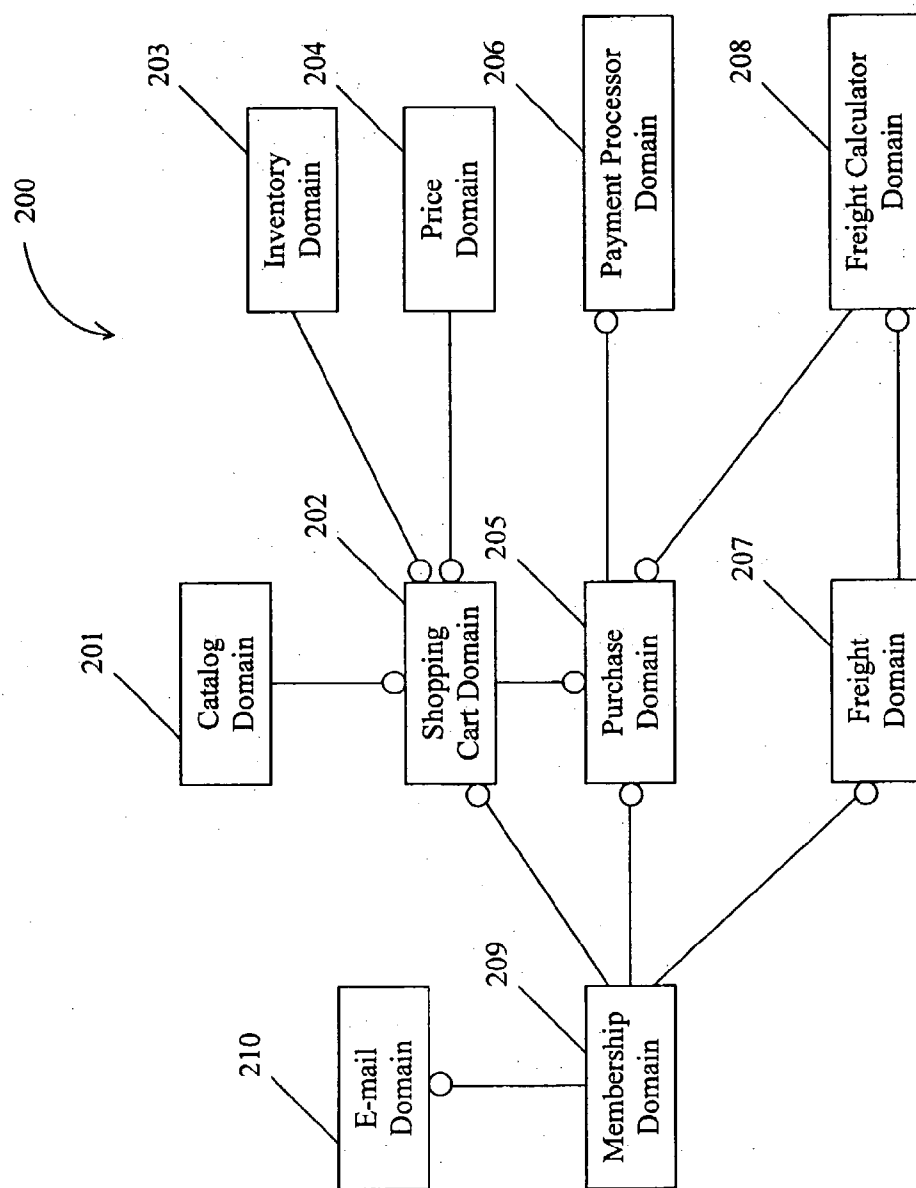 200
201
Catalog
Domain
203
Inventory
Domain
204
Price
Domain
202
Shopping
Cart Domain
210
E-mail
Domain
205
Purchase
Domain
206
Payment Processor
Domain
209
Membership
Domain
207
Freight
Domain
208
Freight Calculator
Domain